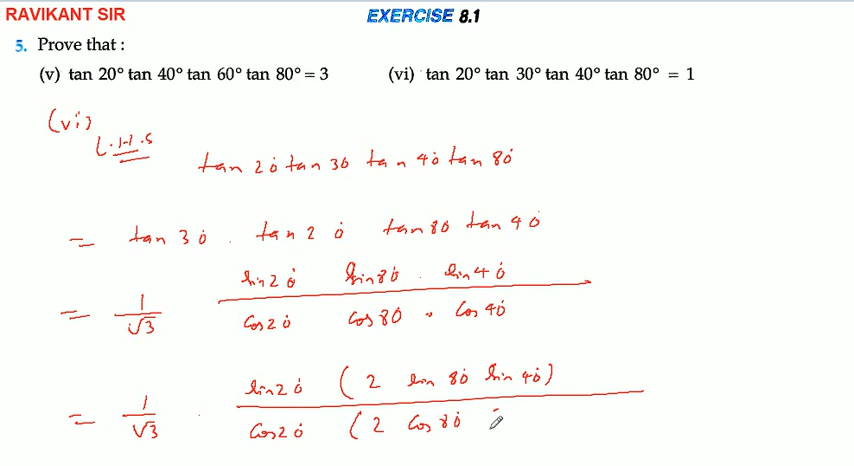 RAVIKANT SIR EXERCISE 8.1
5. Prove that :
(v) tan 20° tan 40° tan 60° tan 80° = 3 (vi) tan 20° tan 30° tan 40° tan 80° = 1
(vi)
L.H.S
tan 20° tan 30 tan 40° tan 80°
= tan 30° . tan 20° tan 80 tan 40°
sin 20° sin 80° . sin 40°
= 1/√3
cos 20° cos 80° . cos 40°
sin 20° (2 sin 80° sin 40°)
= 1/√3 .
cos 20° (2 cos 80°